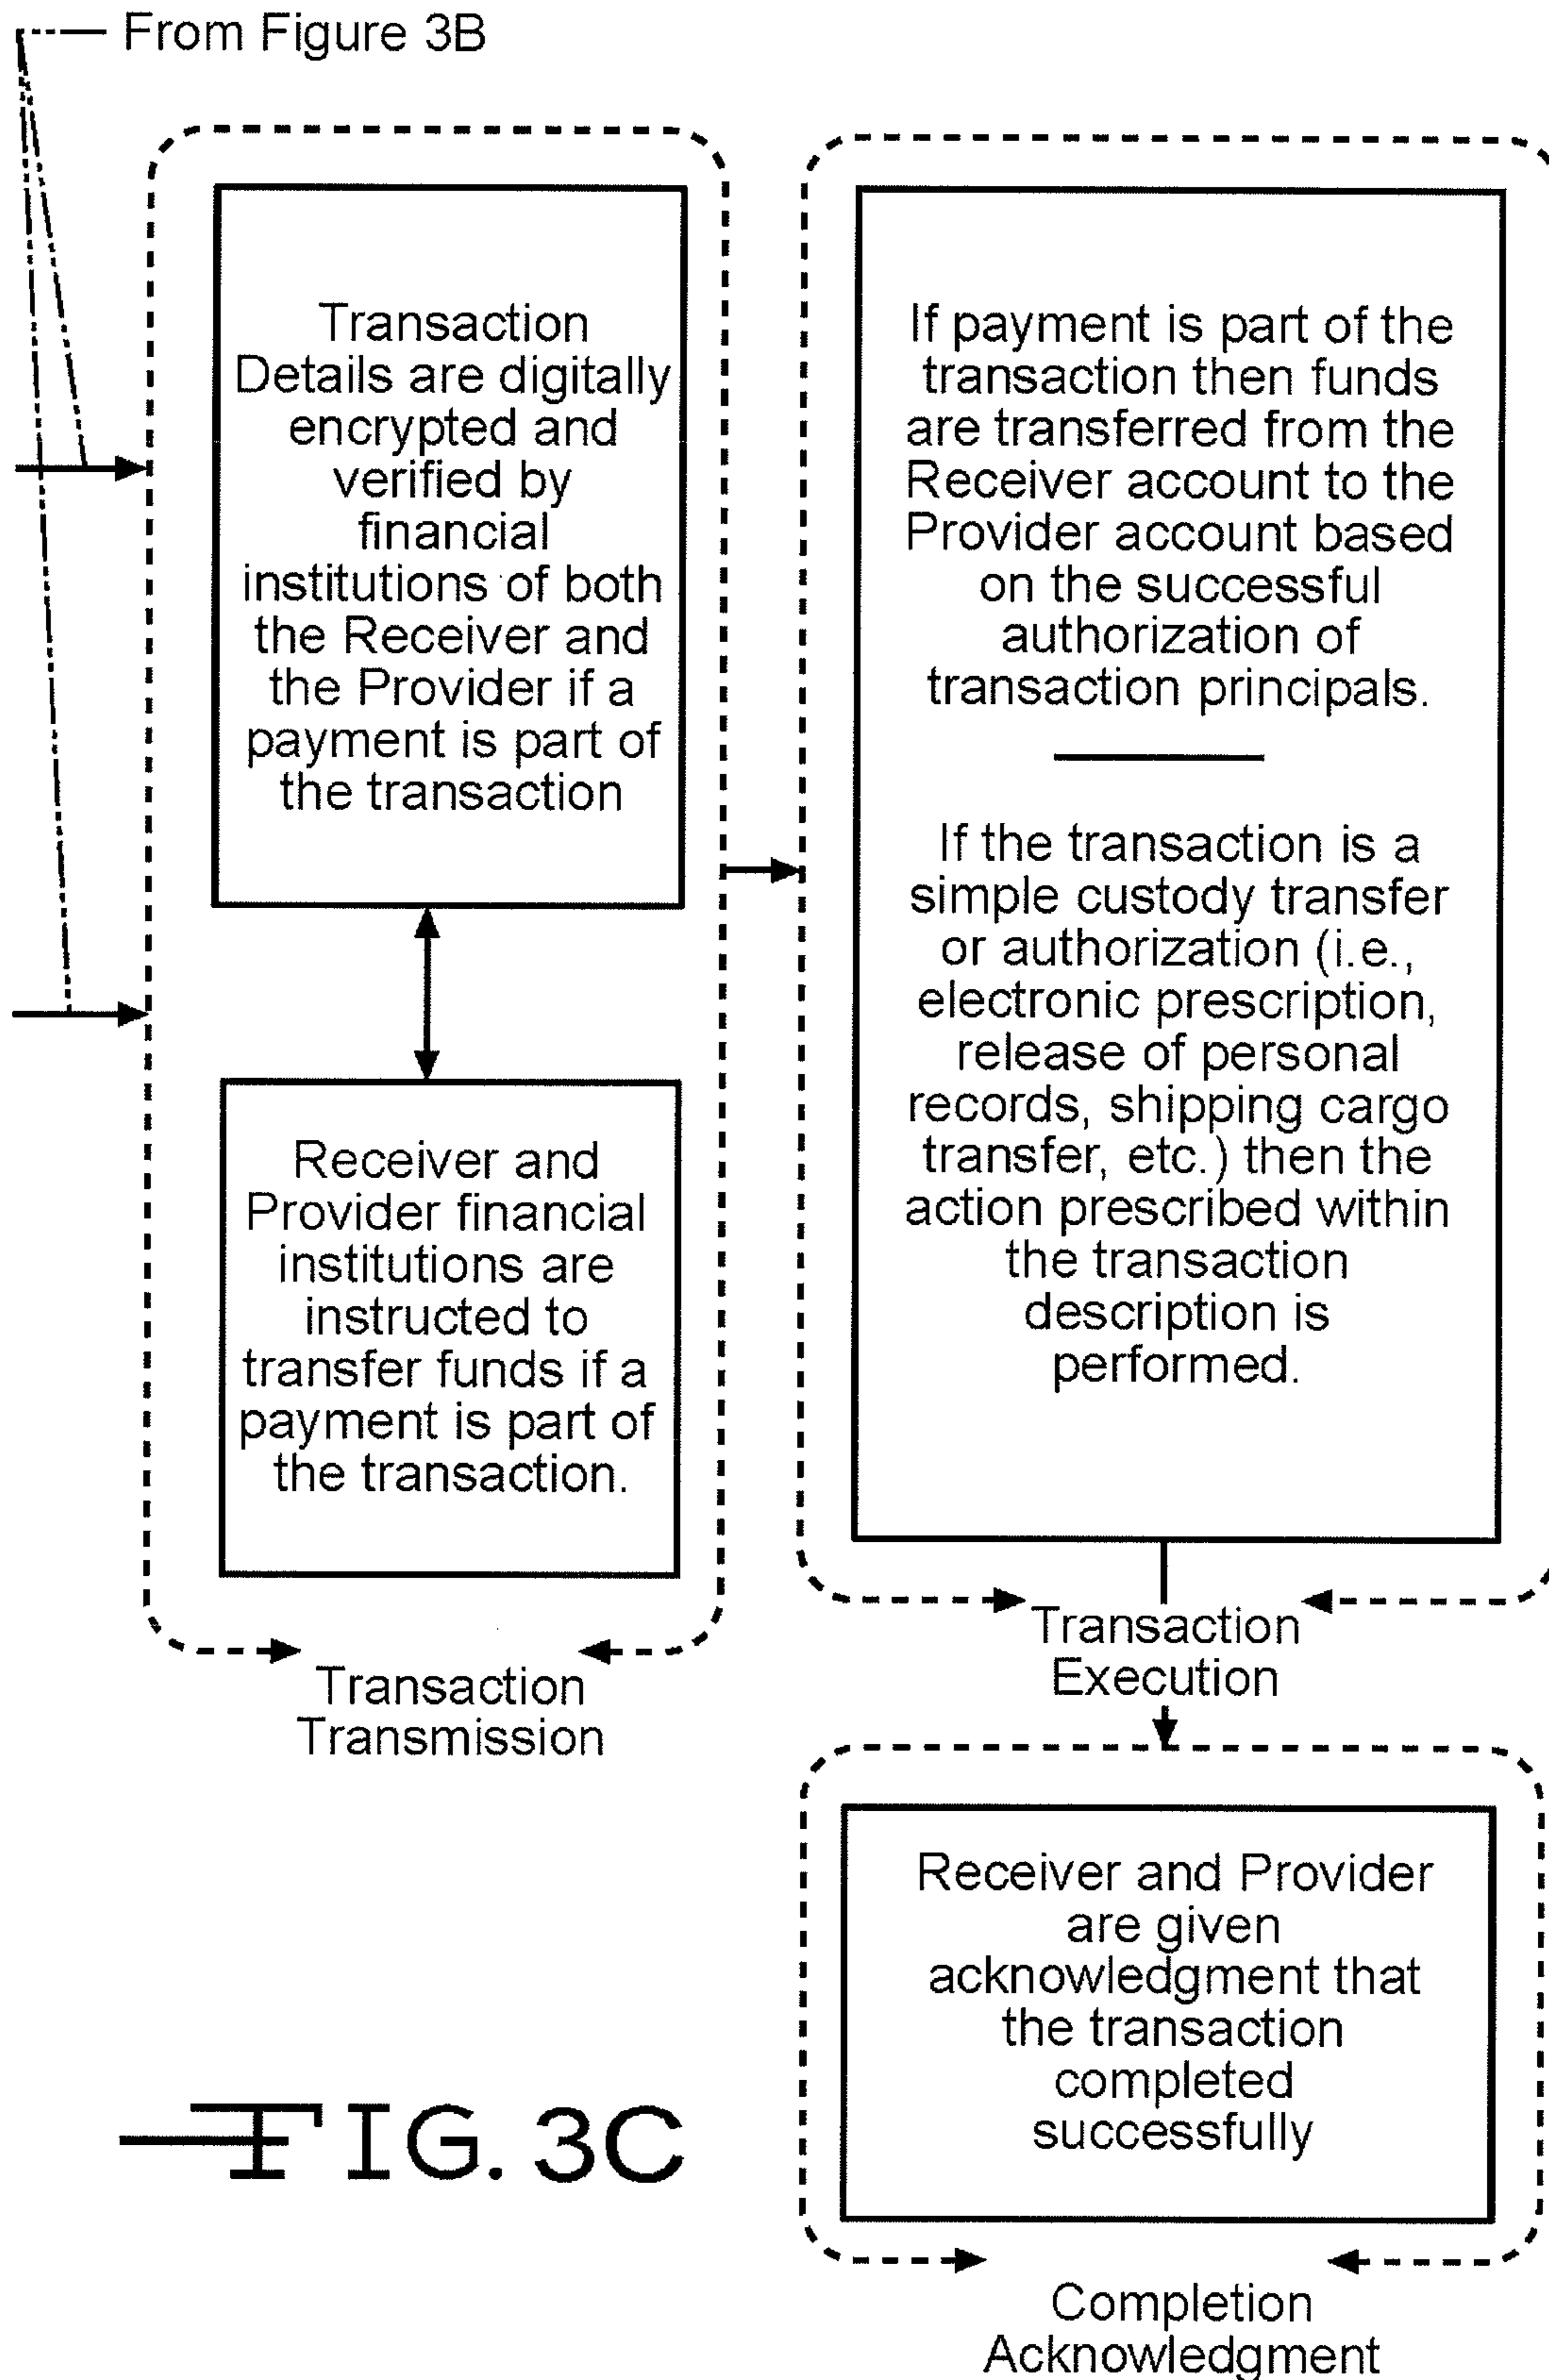 From Figure 3B
Transaction
Details are digitally
encrypted and
verified by
financial
institutions of both
the Receiver and
the Provider if a
payment is part of
the transaction
Receiver and
Provider financial
institutions are
instructed to
transfer funds if a
payment is part of
the transaction.
Transaction
Transmission
If payment is part of the
transaction then funds
are transferred from the
Receiver account to the
Provider account based
on the successful
authorization of
transaction principals.
If the transaction is a
simple custody transfer
or authorization (i.e.,
electronic prescription,
release of personal
records, shipping cargo
transfer, etc.) then the
action prescribed within
the transaction
description is
performed.
Transaction
Execution
Receiver and Provider
are given
acknowledgment that
the transaction
completed
successfully
Completion
Acknowledgment
FIG. 3C